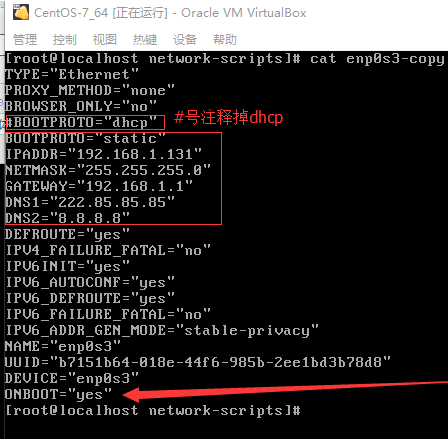 CentOS-7_64 [正在运行] - Oracle VM VirtualBox
管理 控制 视图 热键 设备 帮助
[root@localhost network-scripts]# cat enp0s3-copy
TYPE="Ethernet"
PROXY_METHOD="none"
BROWSER_ONLY="no"
#BOOTPROTO="dhcp" #号注释掉dhcp
BOOTPROTO="static"
IPADDR="192.168.1.131"
NETMASK="255.255.255.0"
GATEWAY="192.168.1.1"
DNS1="222.85.85.85"
DNS2="8.8.8.8"
DEFROUTE="yes"
IPV4_FAILURE_FATAL="no"
IPV6INIT="yes"
IPV6_AUTOCONF="yes"
IPV6_DEFROUTE="yes"
IPV6_FAILURE_FATAL="no"
IPV6_ADDR_GEN_MODE="stable-privacy"
NAME="enp0s3"
UUID="b7151b64-018e-44f6-985b-2ee1bd3b78d8"
DEVICE="enp0s3"
ONBOOT="yes"
[root@localhost network-scripts]#